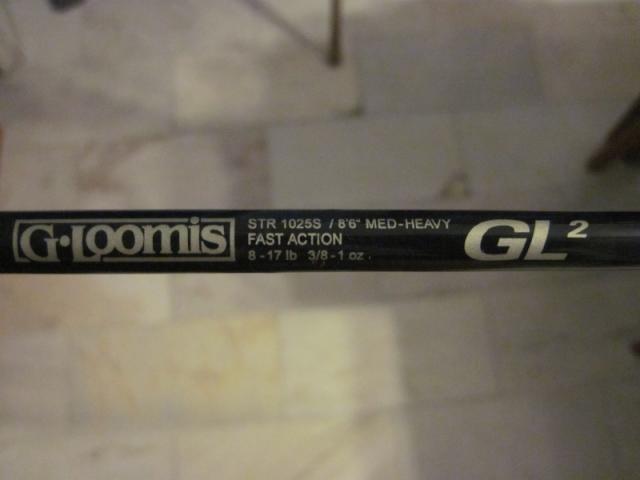 G·Loomis
STR 1025S / 8'6" MED-HEAVY
FAST ACTION
8 - 17 lb 3/8 - 1 oz.
GL2